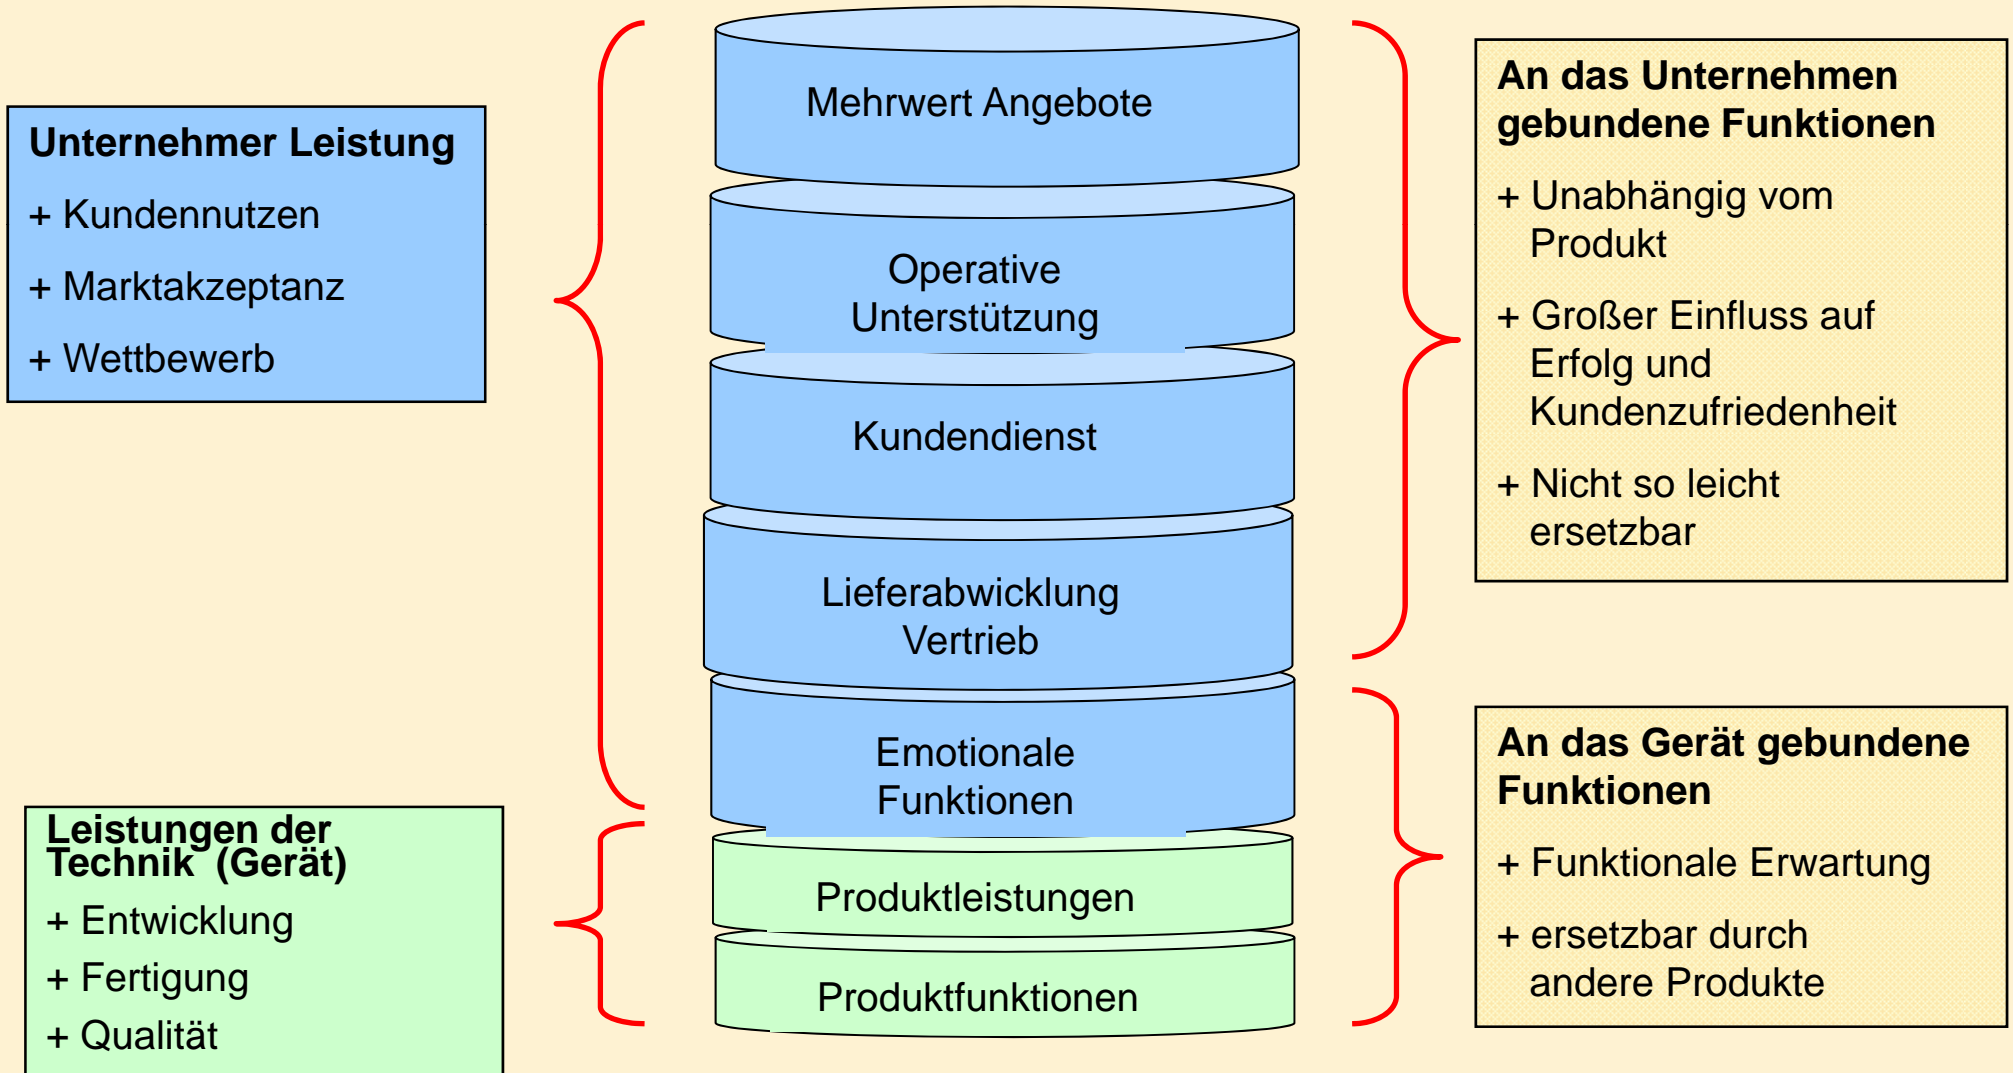 Unternehmer Leistung
+ Kundennutzen
+ Marktakzeptanz
+ Wettbewerb
Leistungen der
Technik (Gerät)
+ Entwicklung
+ Fertigung
+ Qualität
Mehrwert Angebote
Operative
Unterstützung
Kundendienst
Lieferabwicklung
Vertrieb
Emotionale
Funktionen
Produktleistungen
Produktfunktionen
An das Unternehmen
gebundene Funktionen
+ Unabhängig vom
Produkt
+ Großer Einfluss auf
Erfolg und
Kundenzufriedenheit
+ Nicht so leicht
ersetzbar
An das Gerät gebundene
Funktionen
+ Funktionale Erwartung
+ ersetzbar durch
andere Produkte